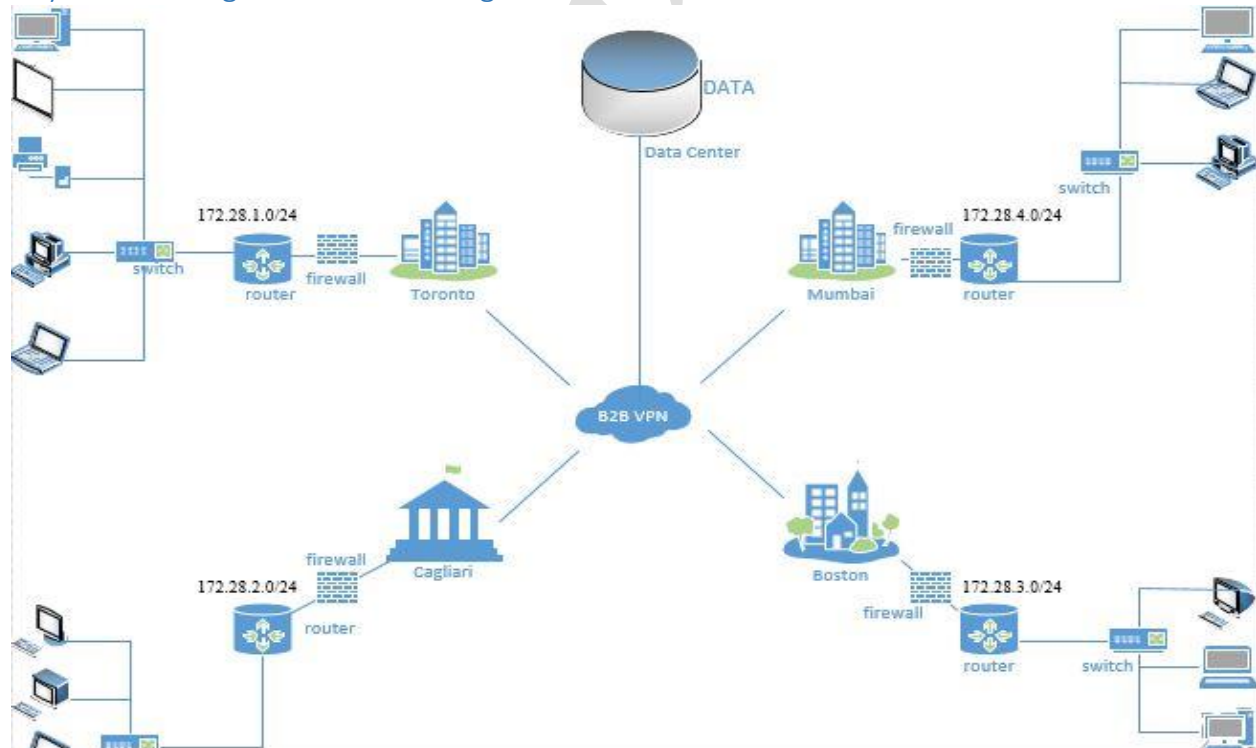 DATA
Data Center
switch
172.28.1.0/24
172.28.4.0/24
firewall
switch
firewall
router
Toronto
Mumbai
router
B2B VPN
firewall
Cagliari
Boston
172.28.2.0/24
172.28.3.0/24
firewall
router
router
switch